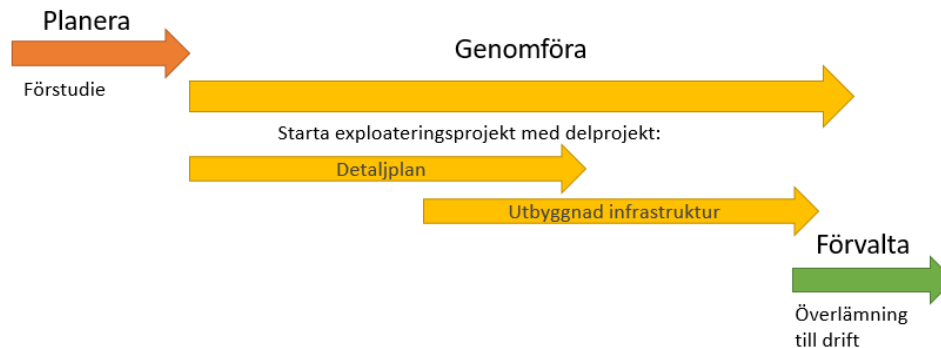 Planera
Förstudie
Genomföra
Starta exploateringsprojekt med delprojekt:
Detaljplan
Utbyggnad infrastruktur
Förvalta
Överlämning
till drift